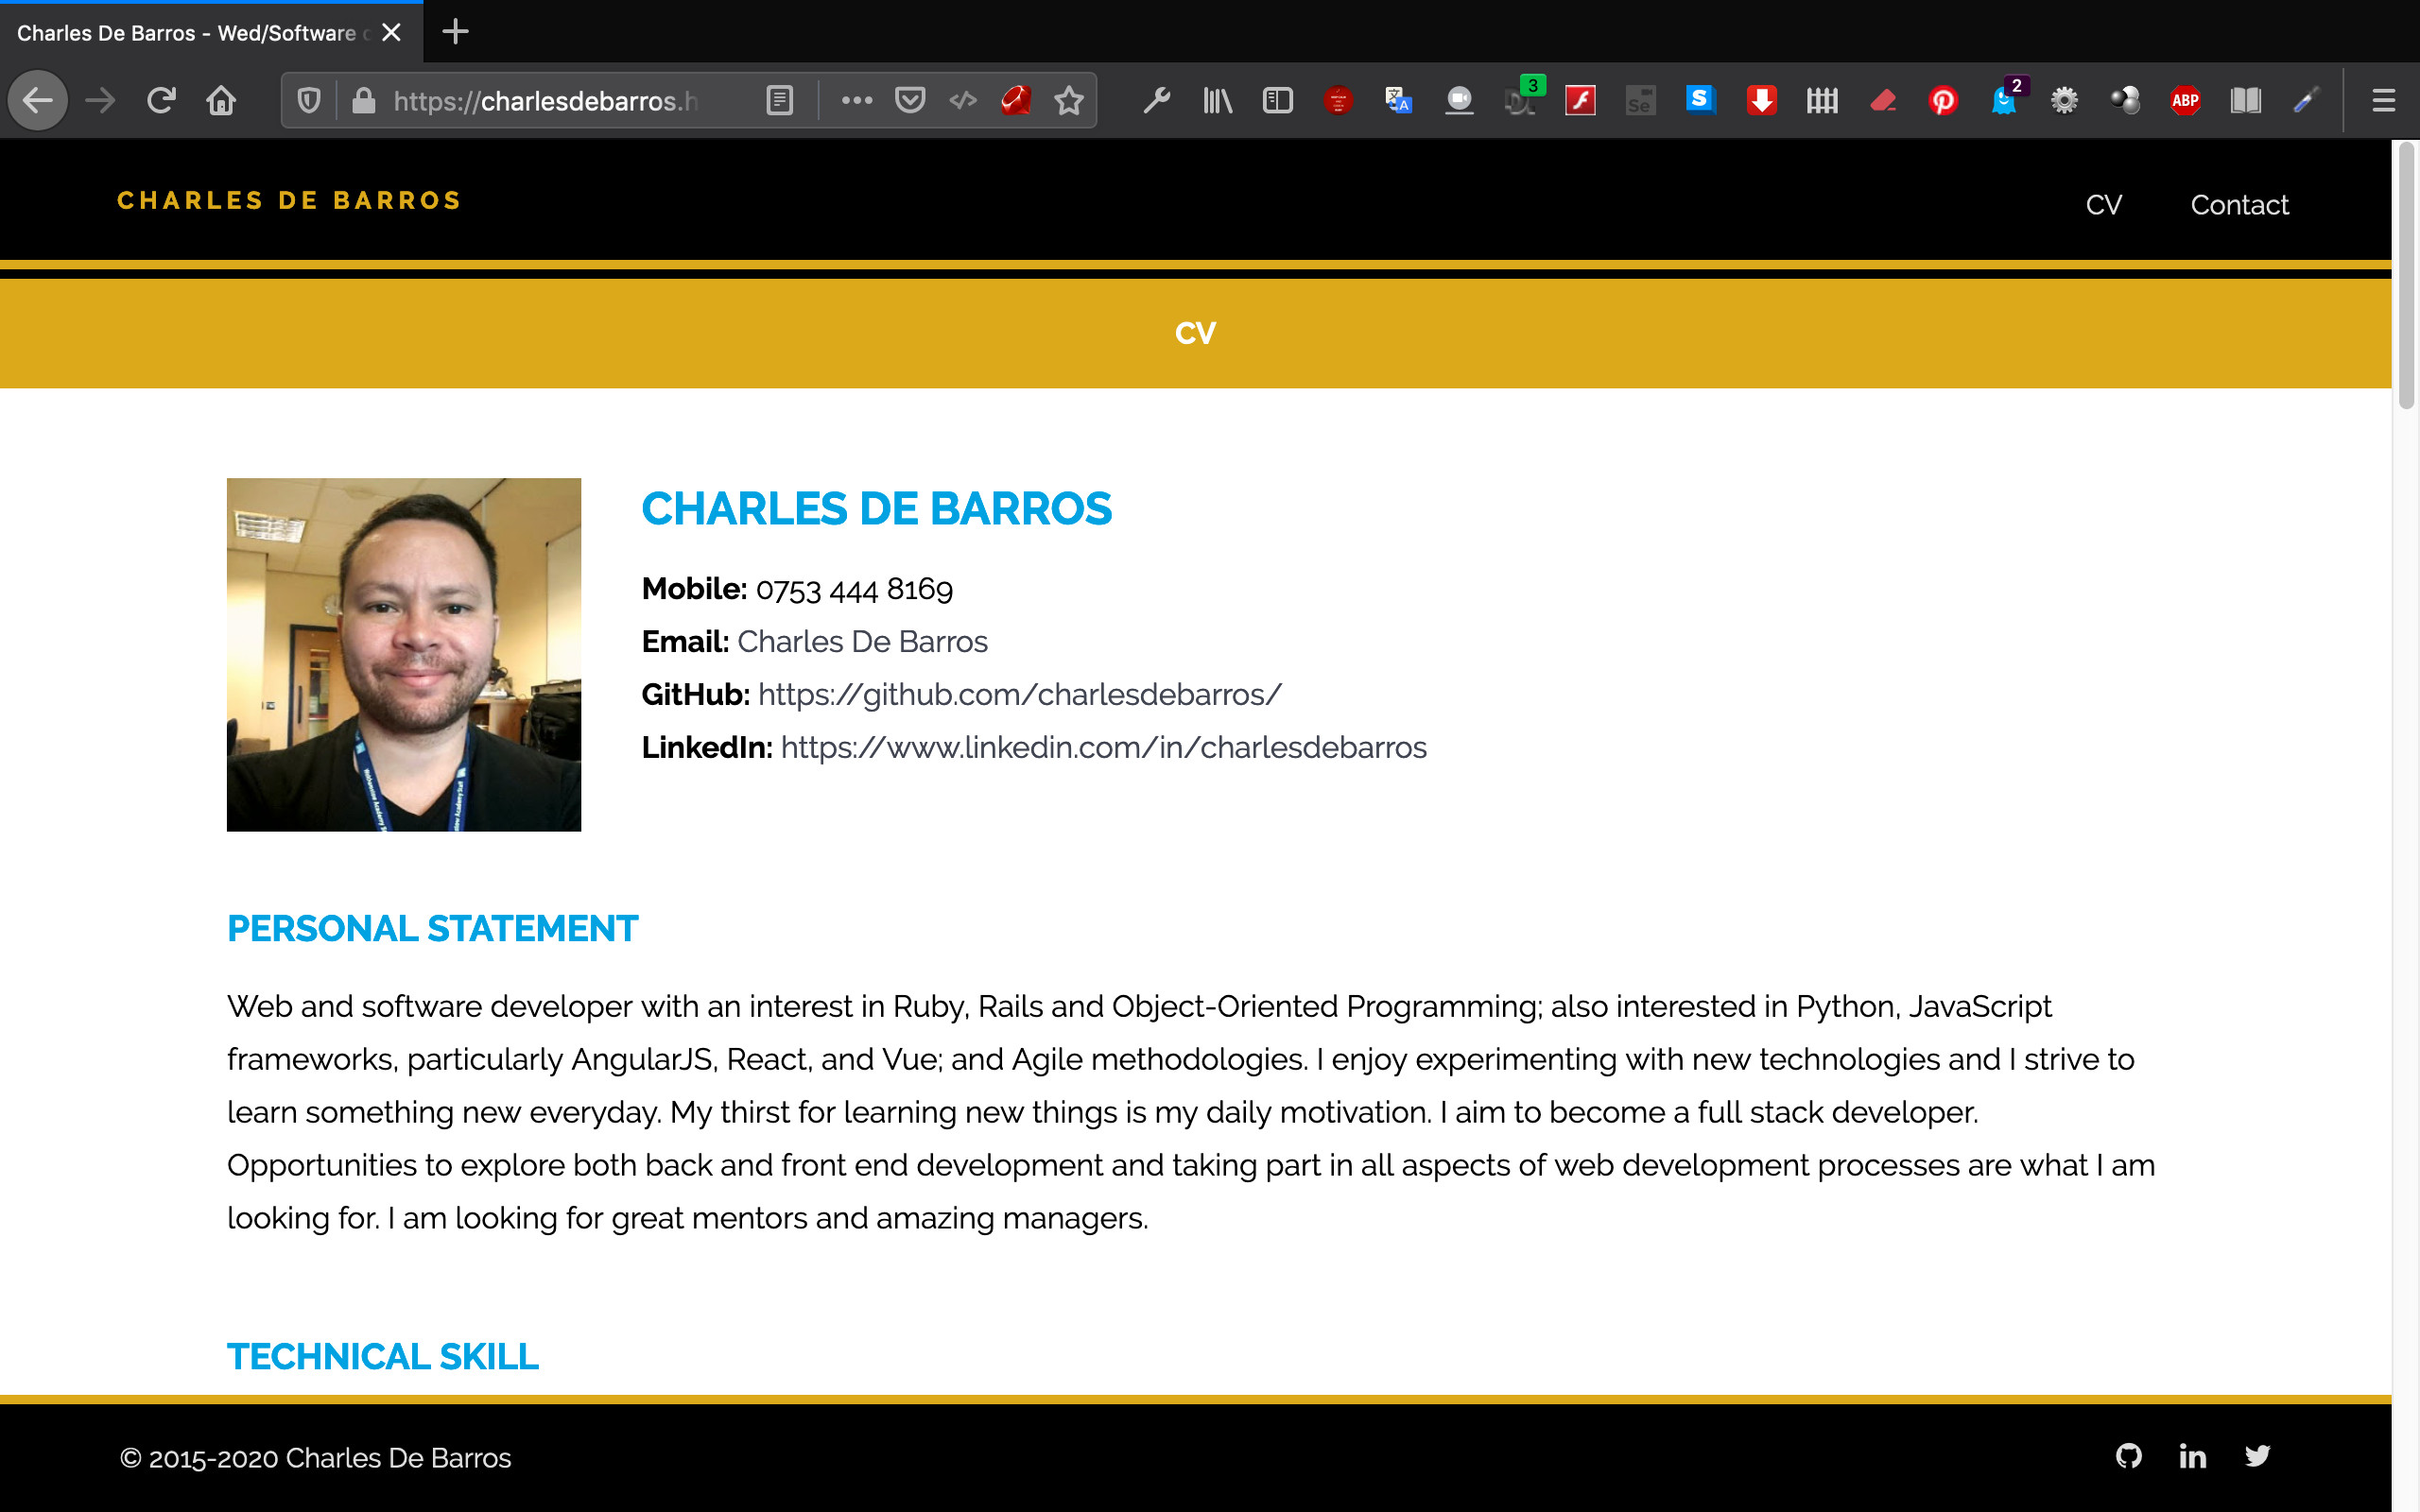 Charles De Barros - Wed/Software
https://charlesdebarros.h
3
Se
S
A
2
ABP
CHARLES DE BARROS
CV
Contact
CV
CHARLES DE BARROS
Mobile: 0753 444 8169
Email: Charles De Barros
GitHub: https://github.com/charlesdebarros/
LinkedIn: https://www.linkedin.com/in/charlesdebarros
PERSONAL STATEMENT
Web and software developer with an interest in Ruby, Rails and Object-Oriented Programming; also interested in Python, JavaScript
frameworks, particularly AngularJS, React, and Vue; and Agile methodologies. I enjoy experimenting with new technologies and I strive to
learn something new everyday. My thirst for learning new things is my daily motivation. I aim to become a full stack developer.
Opportunities to explore both back and front end development and taking part in all aspects of web development processes are what I am
looking for. I am looking for great mentors and amazing managers.
TECHNICAL SKILL
© 2015-2020 Charles De Barros
in